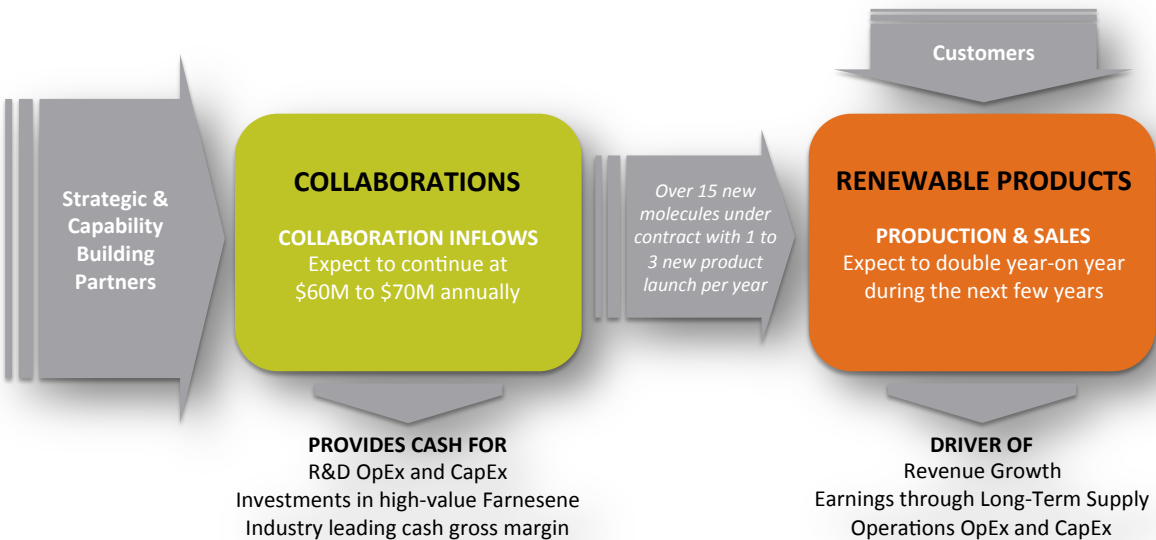 Strategic &
Capability
Building
Partners
COLLABORATIONS
COLLABORATION INFLOWS
Expect to continue at
$60M to $70M annually
PROVIDES CASH FOR
R&D OpEx and CapEx
Investments in high-value Farnesene
Industry leading cash gross margin
Over 15 new
molecules under
contract with 1 to
3 new product
launch per year
Customers
RENEWABLE PRODUCTS
PRODUCTION & SALES
Expect to double year-on year
during the next few years
DRIVER OF
Revenue Growth
Earnings through Long-Term Supply
Operations OpEx and CapEx